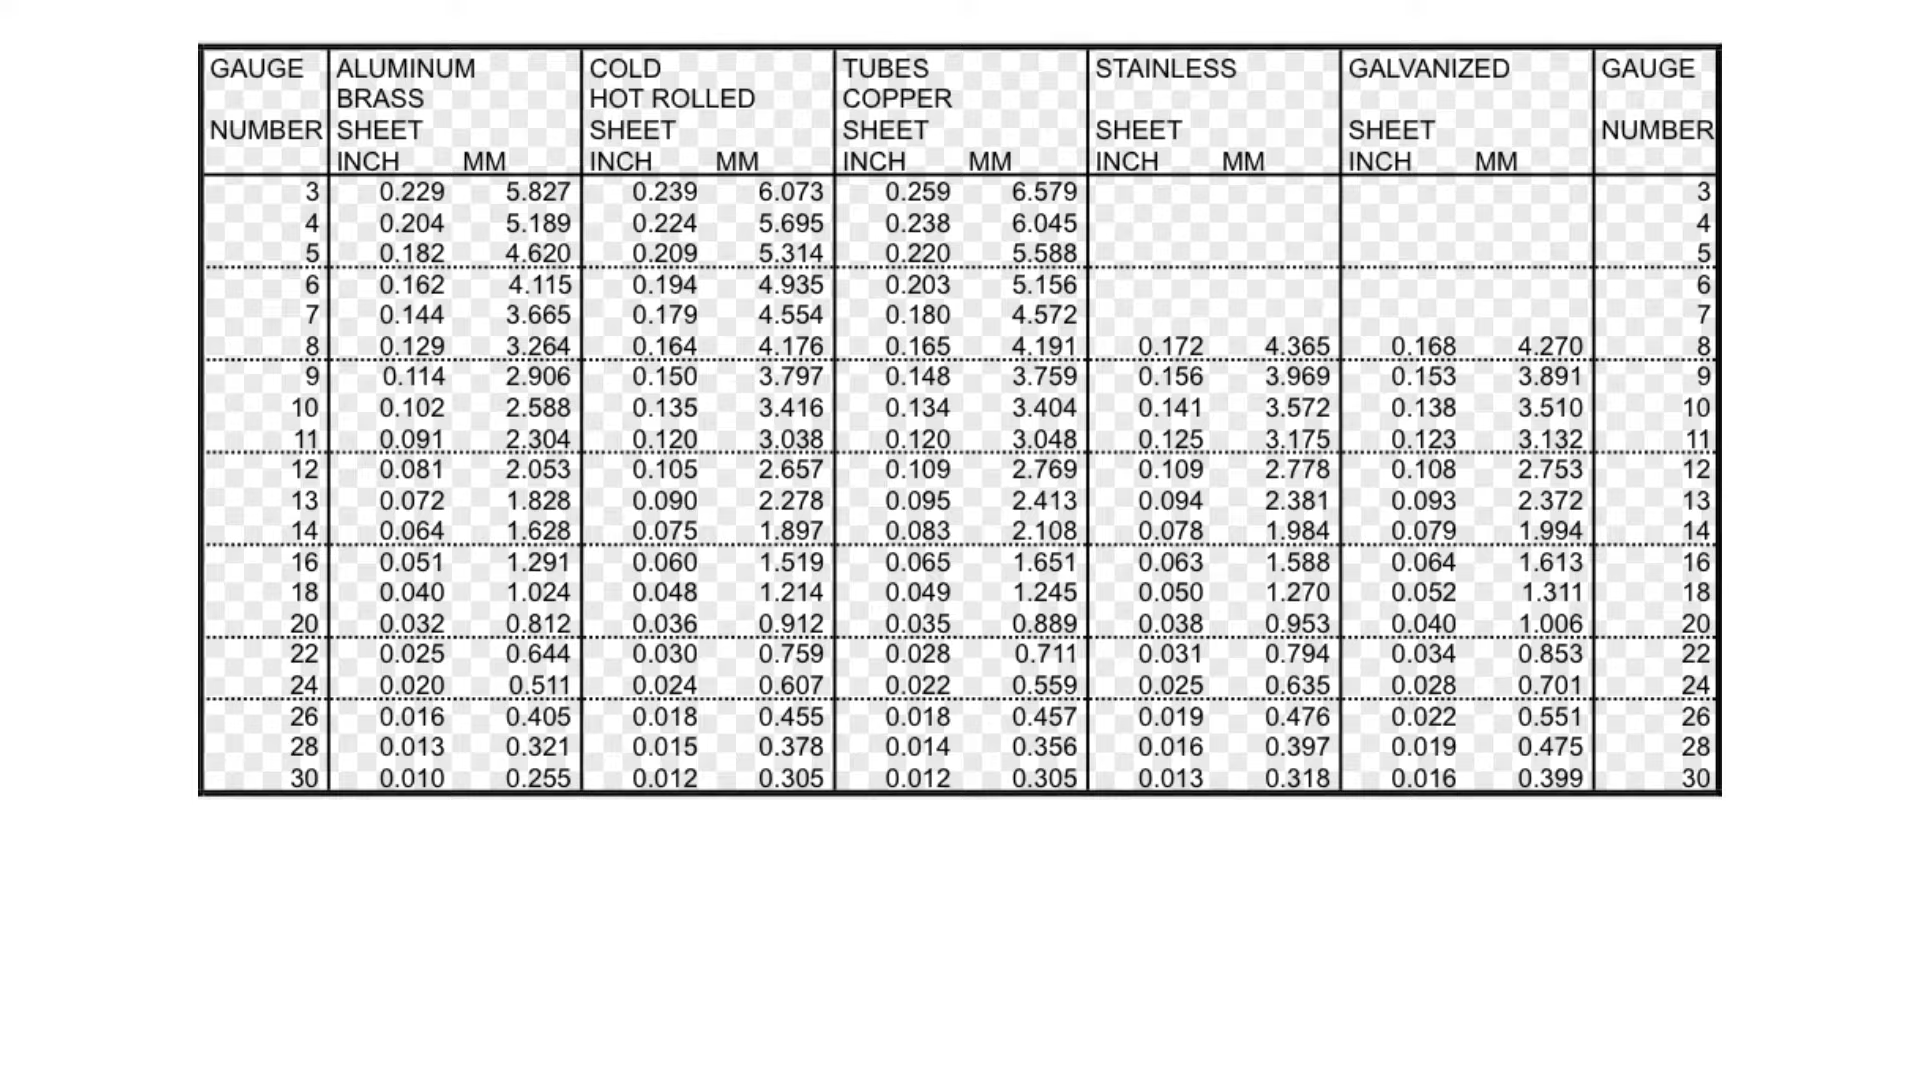 GAUGE ALUMINUM COLD TUBES STAINLESS GALVANIZED GAUGE
BRASS HOT ROLLED COPPER
NUMBER SHEET SHEET SHEET SHEET SHEET NUMBER
INCH MM INCH MM INCH MM INCH MM INCH MM
3 0.229 5.827 0.239 6.073 0.259 6.579 3
4 0.204 5.189 0.224 5.695 0.238 6.045 4
5 0.182 4.620 0.209 5.314 0.220 5.588 5
6 0.162 4.115 0.194 4.935 0.203 5.156 6
7 0.144 3.665 0.179 4.554 0.180 4.572 7
8 0.129 3.264 0.164 4.176 0.165 4.191 0.172 4.365 0.168 4.270 8
9 0.114 2.906 0.150 3.797 0.148 3.759 0.156 3.969 0.153 3.891 9
10 0.102 2.588 0.135 3.416 0.134 3.404 0.141 3.572 0.138 3.510 10
11 0.091 2.304 0.120 3.038 0.120 3.048 0.125 3.175 0.123 3.132 11
12 0.081 2.053 0.105 2.657 0.109 2.769 0.109 2.778 0.108 2.753 12
13 0.072 1.828 0.090 2.278 0.095 2.413 0.094 2.381 0.093 2.372 13
14 0.064 1.628 0.075 1.897 0.083 2.108 0.078 1.984 0.079 1.994 14
16 0.051 1.291 0.060 1.519 0.065 1.651 0.063 1.588 0.064 1.613 16
18 0.040 1.024 0.048 1.214 0.049 1.245 0.050 1.270 0.052 1.311 18
20 0.032 0.812 0.036 0.912 0.035 0.889 0.038 0.953 0.040 1.006 20
22 0.025 0.644 0.030 0.759 0.028 0.711 0.031 0.794 0.034 0.853 22
24 0.020 0.511 0.024 0.607 0.022 0.559 0.025 0.635 0.028 0.701 24
26 0.016 0.405 0.018 0.455 0.018 0.457 0.019 0.476 0.022 0.551 26
28 0.013 0.321 0.015 0.378 0.014 0.356 0.016 0.397 0.019 0.475 28
30 0.010 0.255 0.012 0.305 0.012 0.305 0.013 0.318 0.016 0.399 30